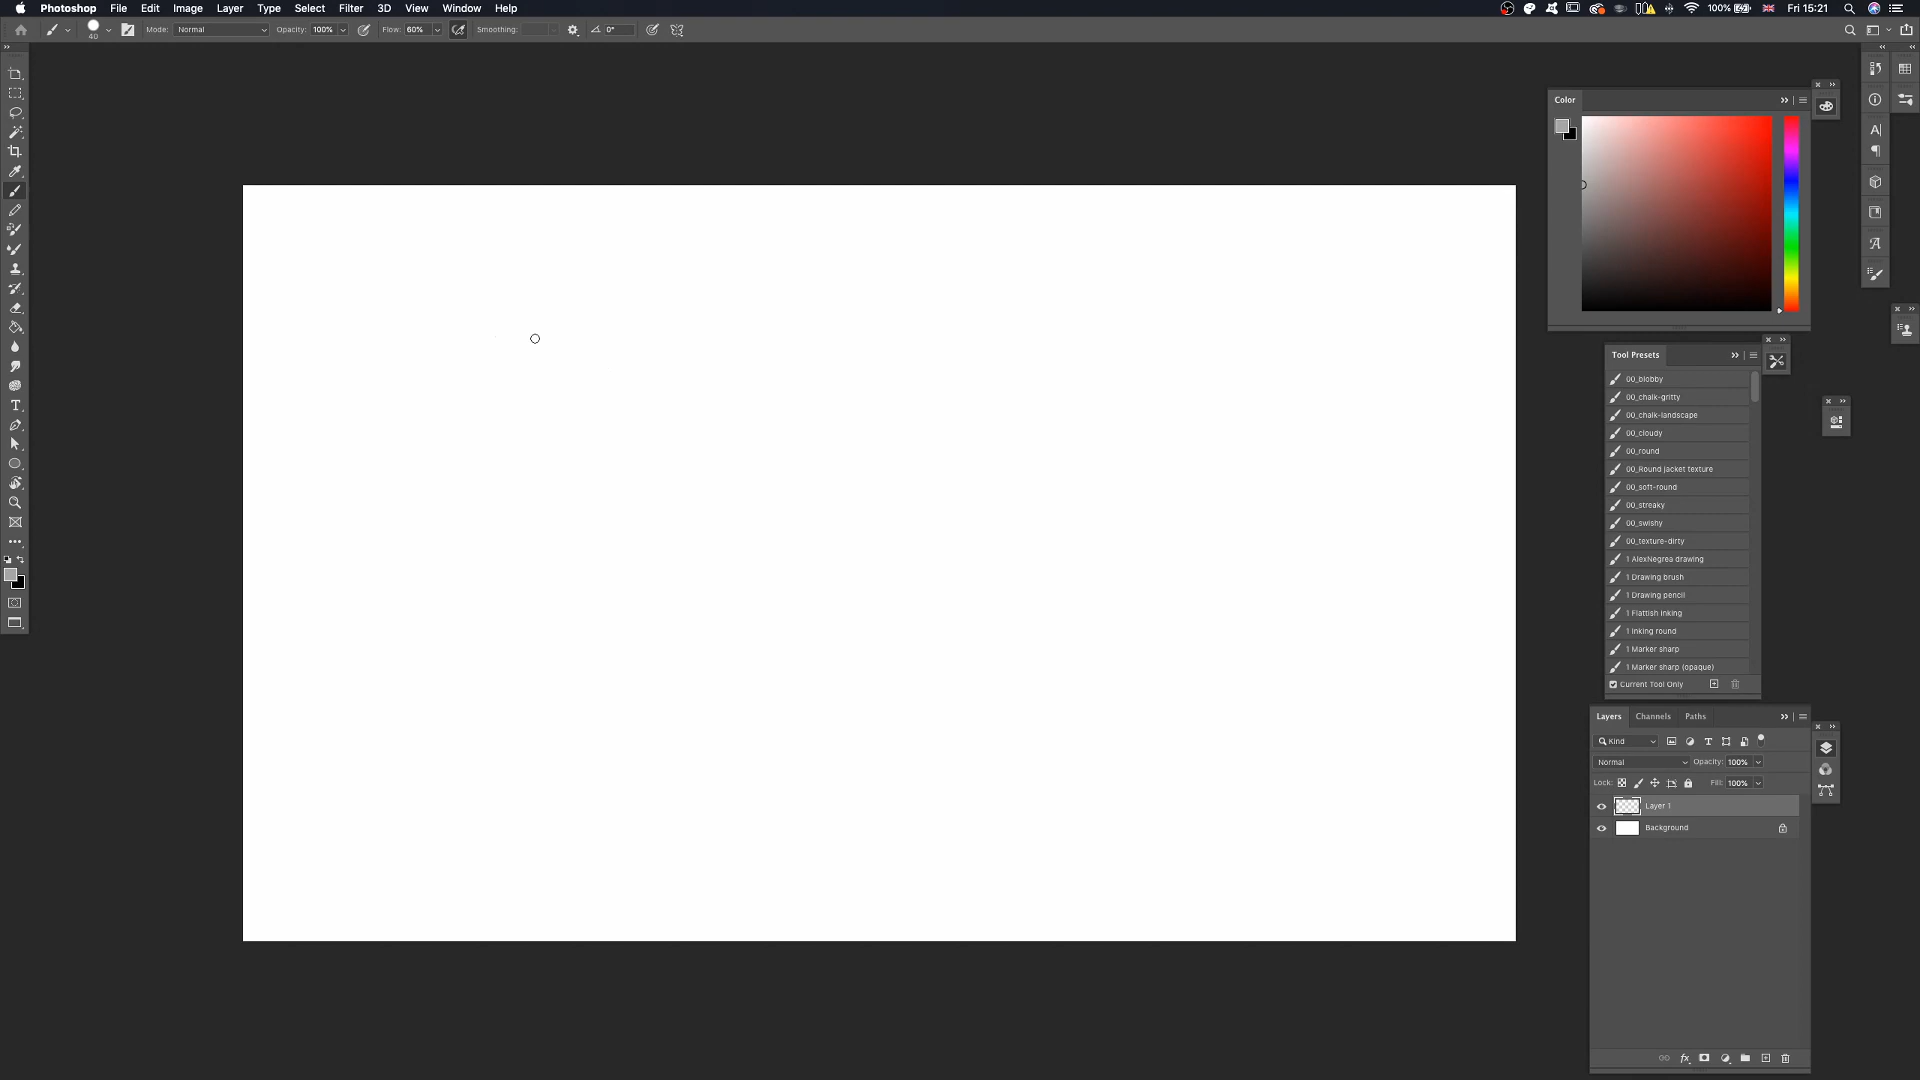 Photoshop File Edit Image Layer Type Select Filter 3D View Window Help 100% Fri 15:21
40 Mode: Normal Opacity: 100% Flow: 60% Smoothing: 0°
Color
Tool Presets
00_blobby
00_chalk-gritty
00_chalk-landscape
00_cloudy
00_round
00_Round jacket texture
00_soft-round
00_streaky
00_swishy
00_texture-dirty
1 AlexNegrea drawing
1 Drawing brush
1 Drawing pencil
1 Flattish inking
1 Inking round
1 Marker sharp
1 Marker sharp (opaque)
Current Tool Only
Layers Channels Paths
Kind
Normal Opacity: 100%
Lock: Fill: 100%
Layer 1
Background